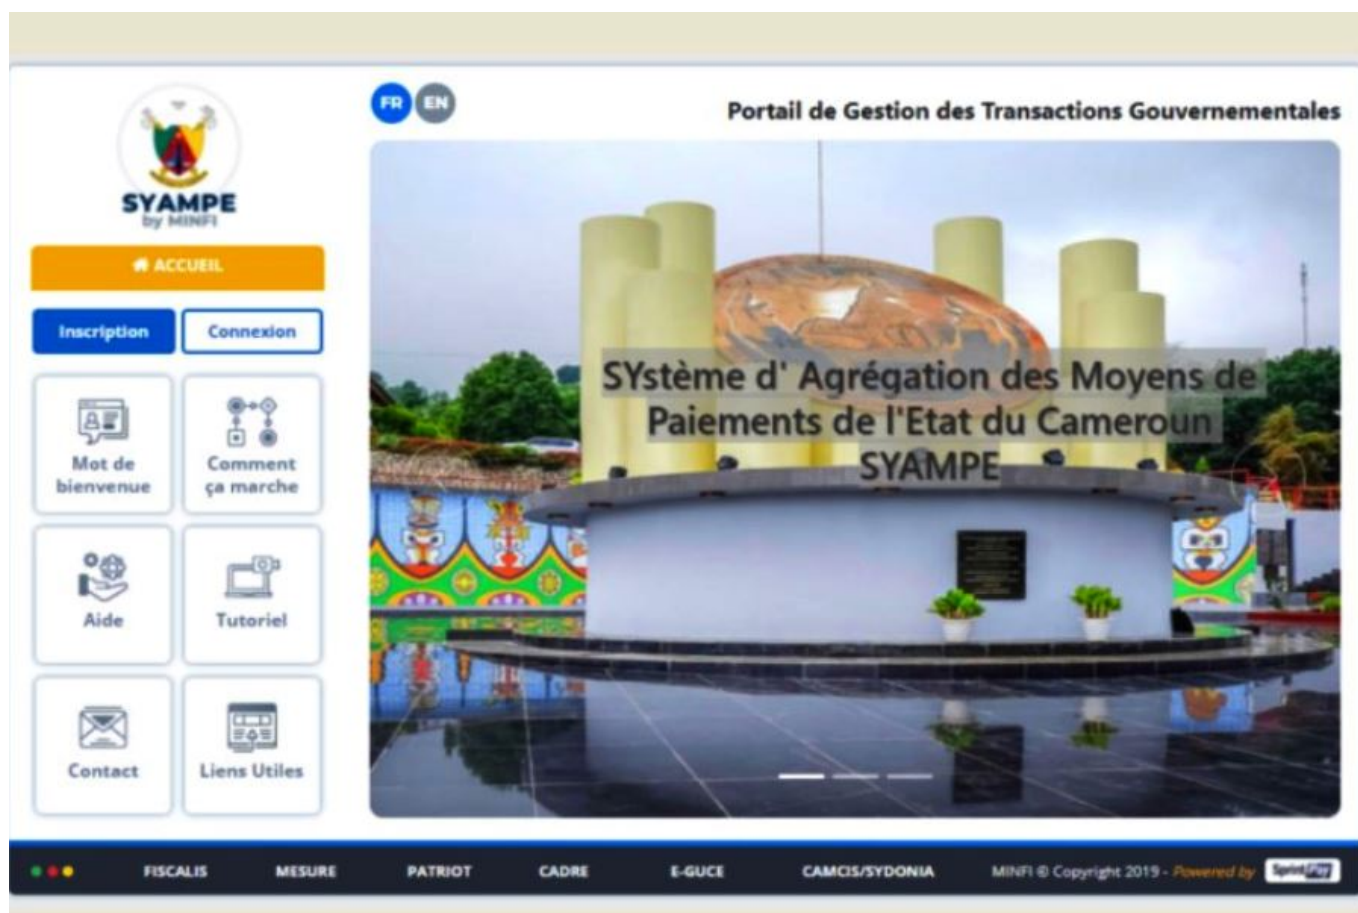 FR EN
Portail de Gestion des Transactions Gouvernementales
SYAMPE
by MINFI
ACCUEIL
Inscription
Connexion
SYstème d' Agrégation des Moyens de
Paiements de l'Etat du Cameroun
SYAMPE
Mot de
bienvenue
Comment
ça marche
Aide
Tutoriel
Contact
Liens Utiles
FISCALIS MESURE PATRIOT CADRE E-GUCE CAMCIS/SYDONIA MINFI © Copyright 2019 - Powered by SprintPay